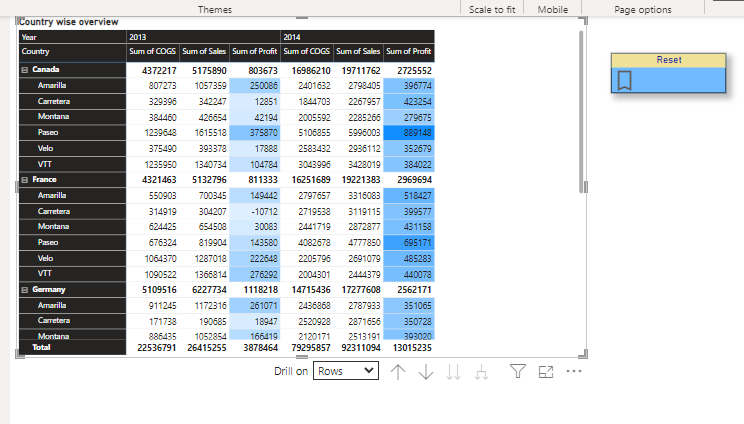 Themes Scale to fit Mobile Page options
Country wise overview
Year 2013 2014
Country Sum of COGS Sum of Sales Sum of Profit Sum of COGS Sum of Sales Sum of Profit
Canada 4372217 5175890 803673 16986210 19711762 2725552
Amarilla 807273 1057359 250086 2401632 2798405 396774
Carretera 329396 342247 12851 1844703 2267957 423254
Montana 384460 426654 42194 2005592 2285266 279675
Paseo 1239648 1615518 375870 5106855 5996003 889148
Velo 375490 393378 17888 2583432 2936112 352679
VTT 1235950 1340734 104784 3043996 3428019 384022
France 4321463 5132796 811333 16251689 19221383 2969694
Amarilla 550903 700345 149442 2797657 3316083 518427
Carretera 314919 304207 -10712 2719538 3119115 399577
Montana 624425 654508 30083 2441719 2872877 431158
Paseo 676324 819904 143580 4082678 4777850 695171
Velo 1064370 1287018 222648 2205796 2691079 485283
VTT 1090522 1366814 276292 2004301 2444379 440078
Germany 5109516 6227734 1118218 14715436 17277608 2562171
Amarilla 911245 1172316 261071 2436868 2787933 351065
Carretera 171738 190685 18947 2520928 2871656 350728
Montana 886435 1052854 166419 2120171 2513191 393020
Total 22536791 26415255 3878464 79295857 92311094 13015235
Reset
Drill on Rows